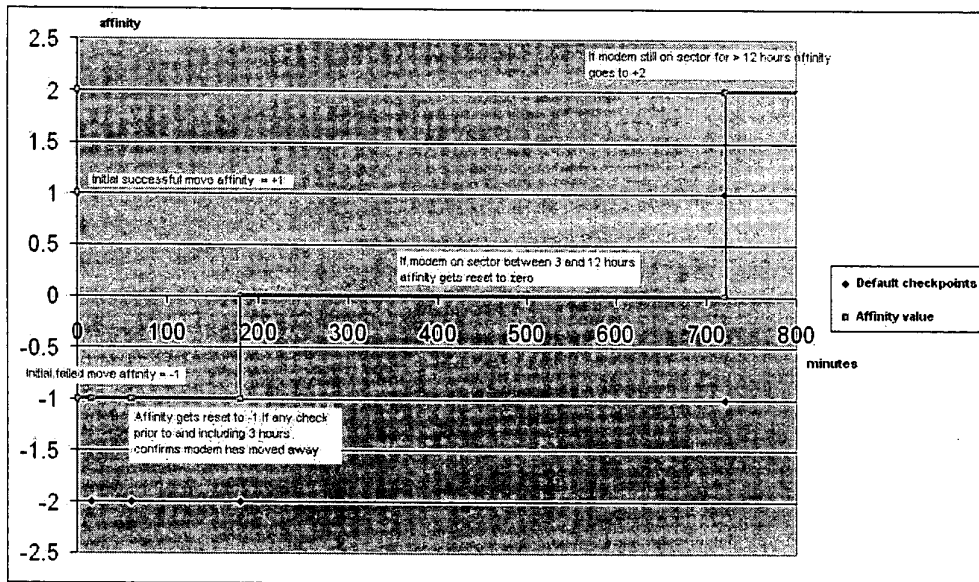 affinity
2.5
If modem still on sector for > 12 hours affinity
goes to +2
2
1.5
Initial successful move affinity = +1
1
0.5
If modem on sector between 3 and 12 hours
affinity gets reset to zero
0
0 100 200 300 400 500 600 700 800
Default checkpoints
Affinity value
-0.5
minutes
Initial failed move affinity = -1
-1
Affinity gets reset to -1 if any check
prior to and including 3 hours
confirms modem has moved away
-1.5
-2
-2.5